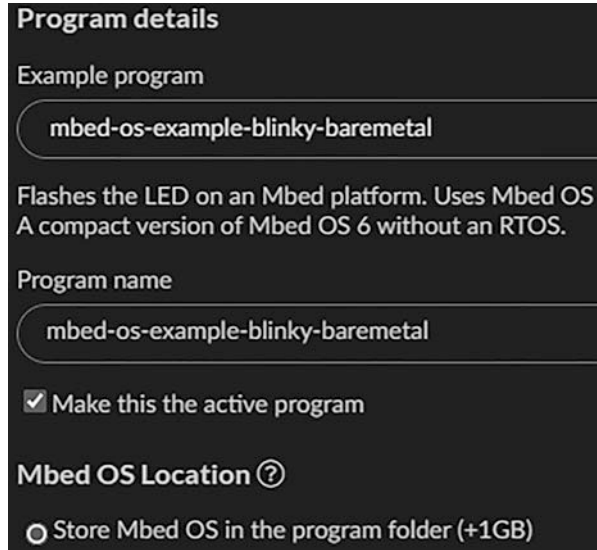 Program details
Example program
mbed-os-example-blinky-baremetal
Flashes the LED on an Mbed platform. Uses Mbed OS
A compact version of Mbed OS 6 without an RTOS.
Program name
mbed-os-example-blinky-baremetal
Make this the active program
Mbed OS Location ?
Store Mbed OS in the program folder (+1GB)